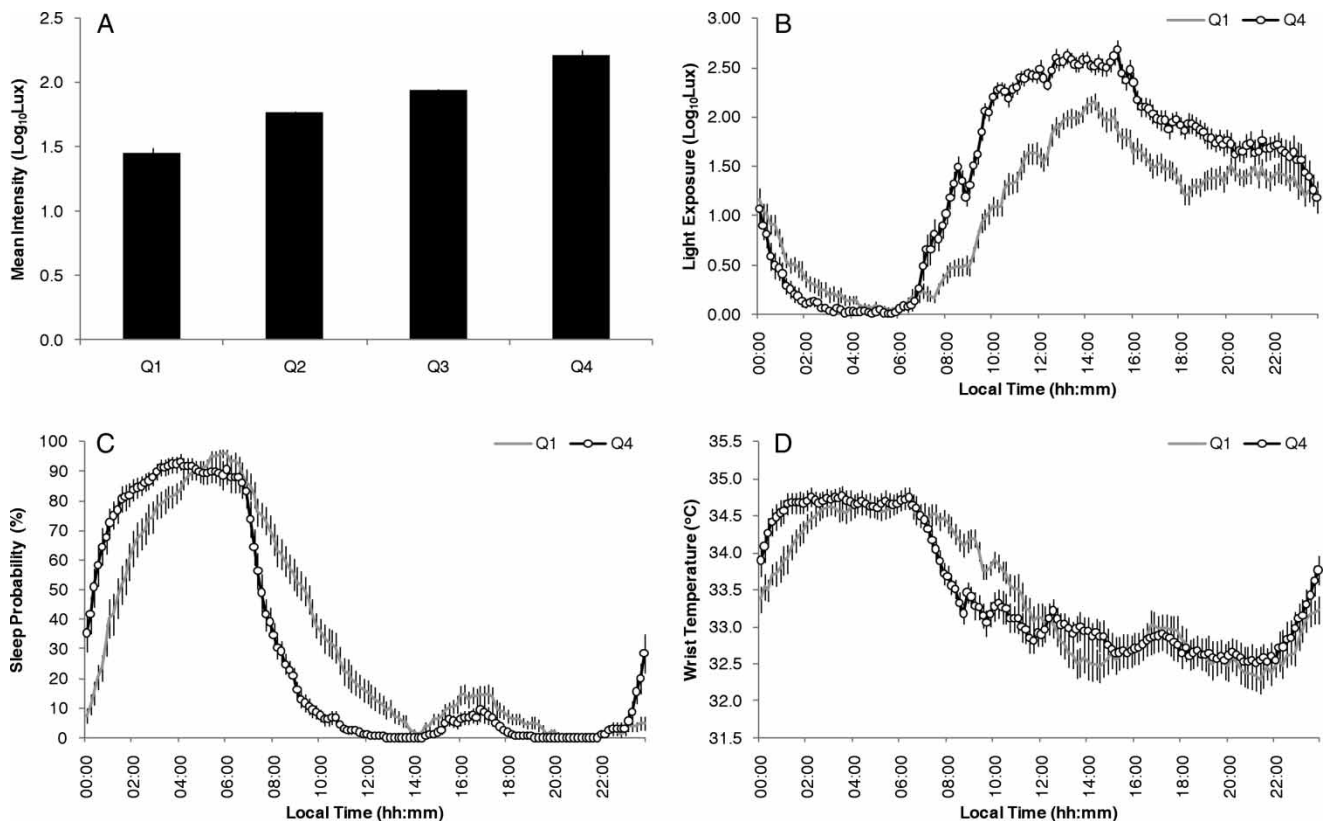 A
Mean Intensity (Log10Lux)
2.5
2.0
1.5
1.0
0.5
0.0
Q1 Q2 Q3 Q4
B
Q1 Q4
Light Exposure (Log10Lux)
3.00
2.50
2.00
1.50
1.00
0.50
0.00
00:00 02:00 04:00 06:00 08:00 10:00 12:00 14:00 16:00 18:00 20:00 22:00
Local Time (hh:mm)
C
Q1 Q4
Sleep Probability (%)
100
90
80
70
60
50
40
30
20
10
0
00:00 02:00 04:00 06:00 08:00 10:00 12:00 14:00 16:00 18:00 20:00 22:00
Local Time (hh:mm)
D
Q1 Q4
Wrist Temperature (°C)
35.5
35.0
34.5
34.0
33.5
33.0
32.5
32.0
31.5
00:00 02:00 04:00 06:00 08:00 10:00 12:00 14:00 16:00 18:00 20:00 22:00
Local Time (hh:mm)